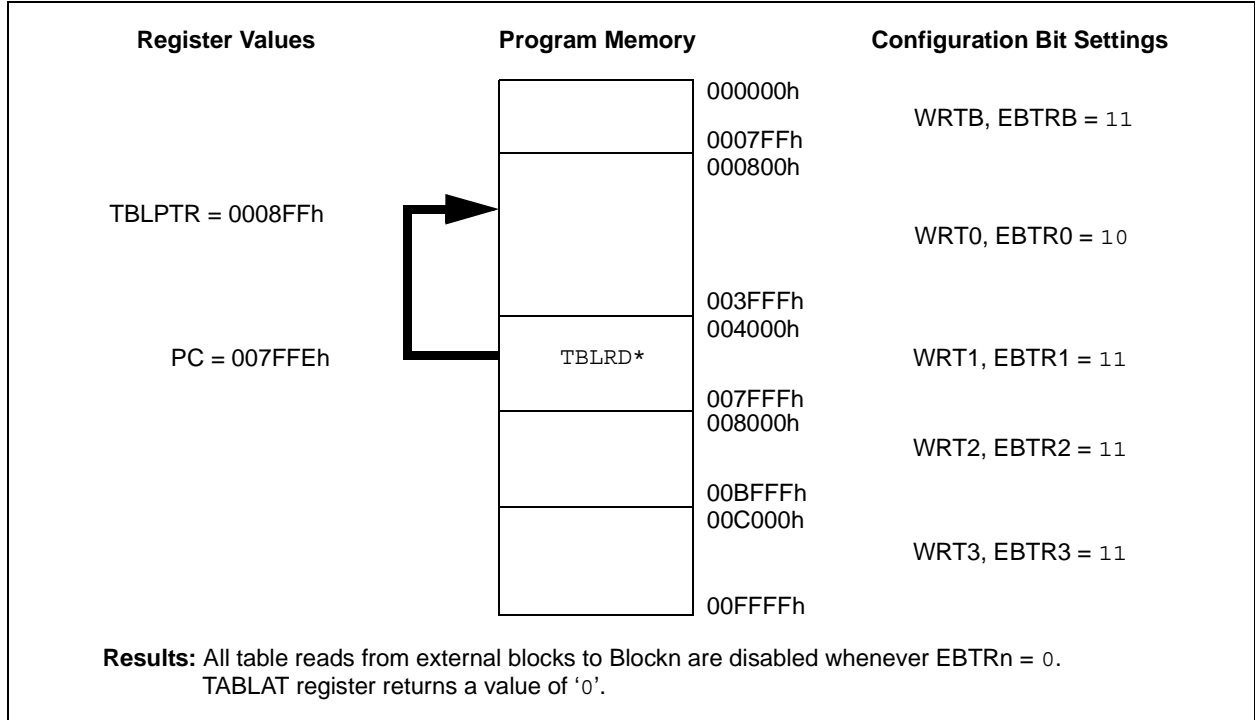 Register Values Program Memory Configuration Bit Settings
000000h
WRTB, EBTRB = 11
0007FFh
000800h
TBLPTR = 0008FFh
WRT0, EBTR0 = 10
003FFFh
004000h
PC = 007FFEh TBLRD* WRT1, EBTR1 = 11
007FFFh
008000h
WRT2, EBTR2 = 11
00BFFFh
00C000h
WRT3, EBTR3 = 11
00FFFFh
Results: All table reads from external blocks to Blockn are disabled whenever EBTRn = 0.
TABLAT register returns a value of ‘0’.